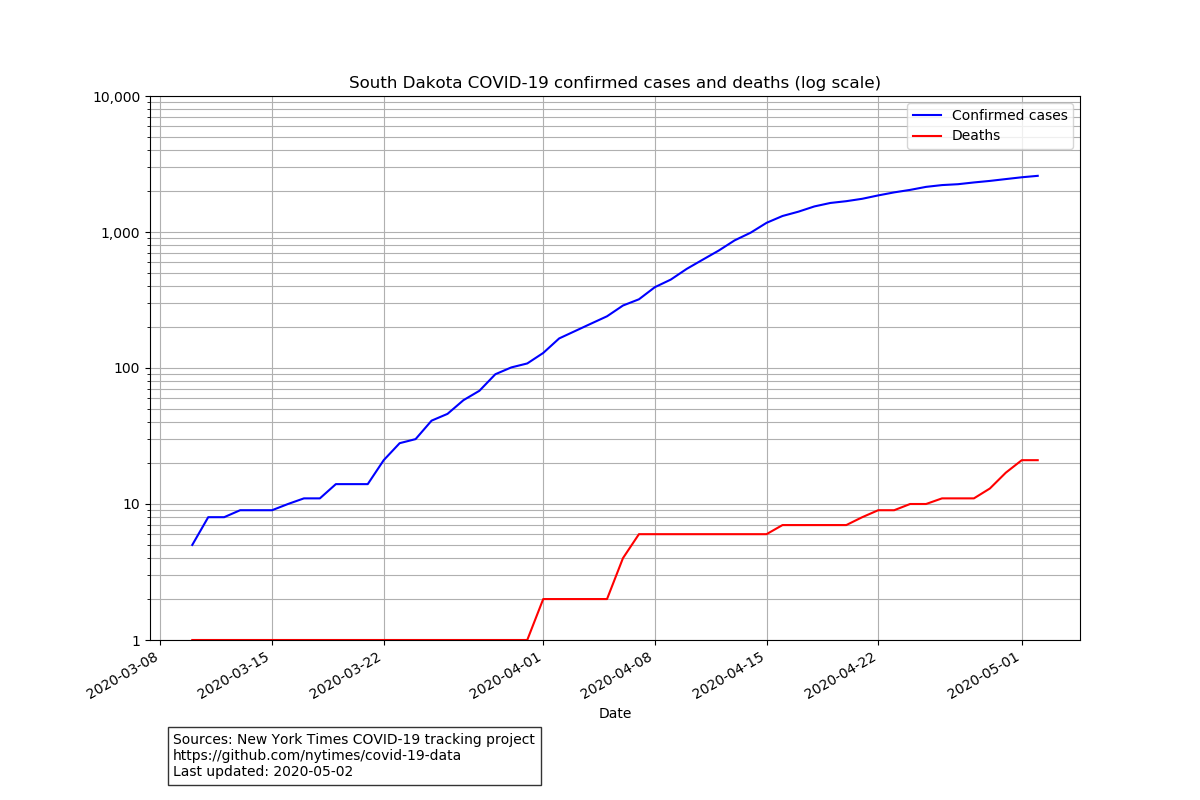 South Dakota COVID-19 confirmed cases and deaths (log scale)
10,000
1,000
100
10
1
Confirmed cases
Deaths
2020-03-08
2020-03-15
2020-03-22
2020-04-01
2020-04-08
2020-04-15
2020-04-22
2020-05-01
Date
Sources: New York Times COVID-19 tracking project
https://github.com/nytimes/covid-19-data
Last updated: 2020-05-02